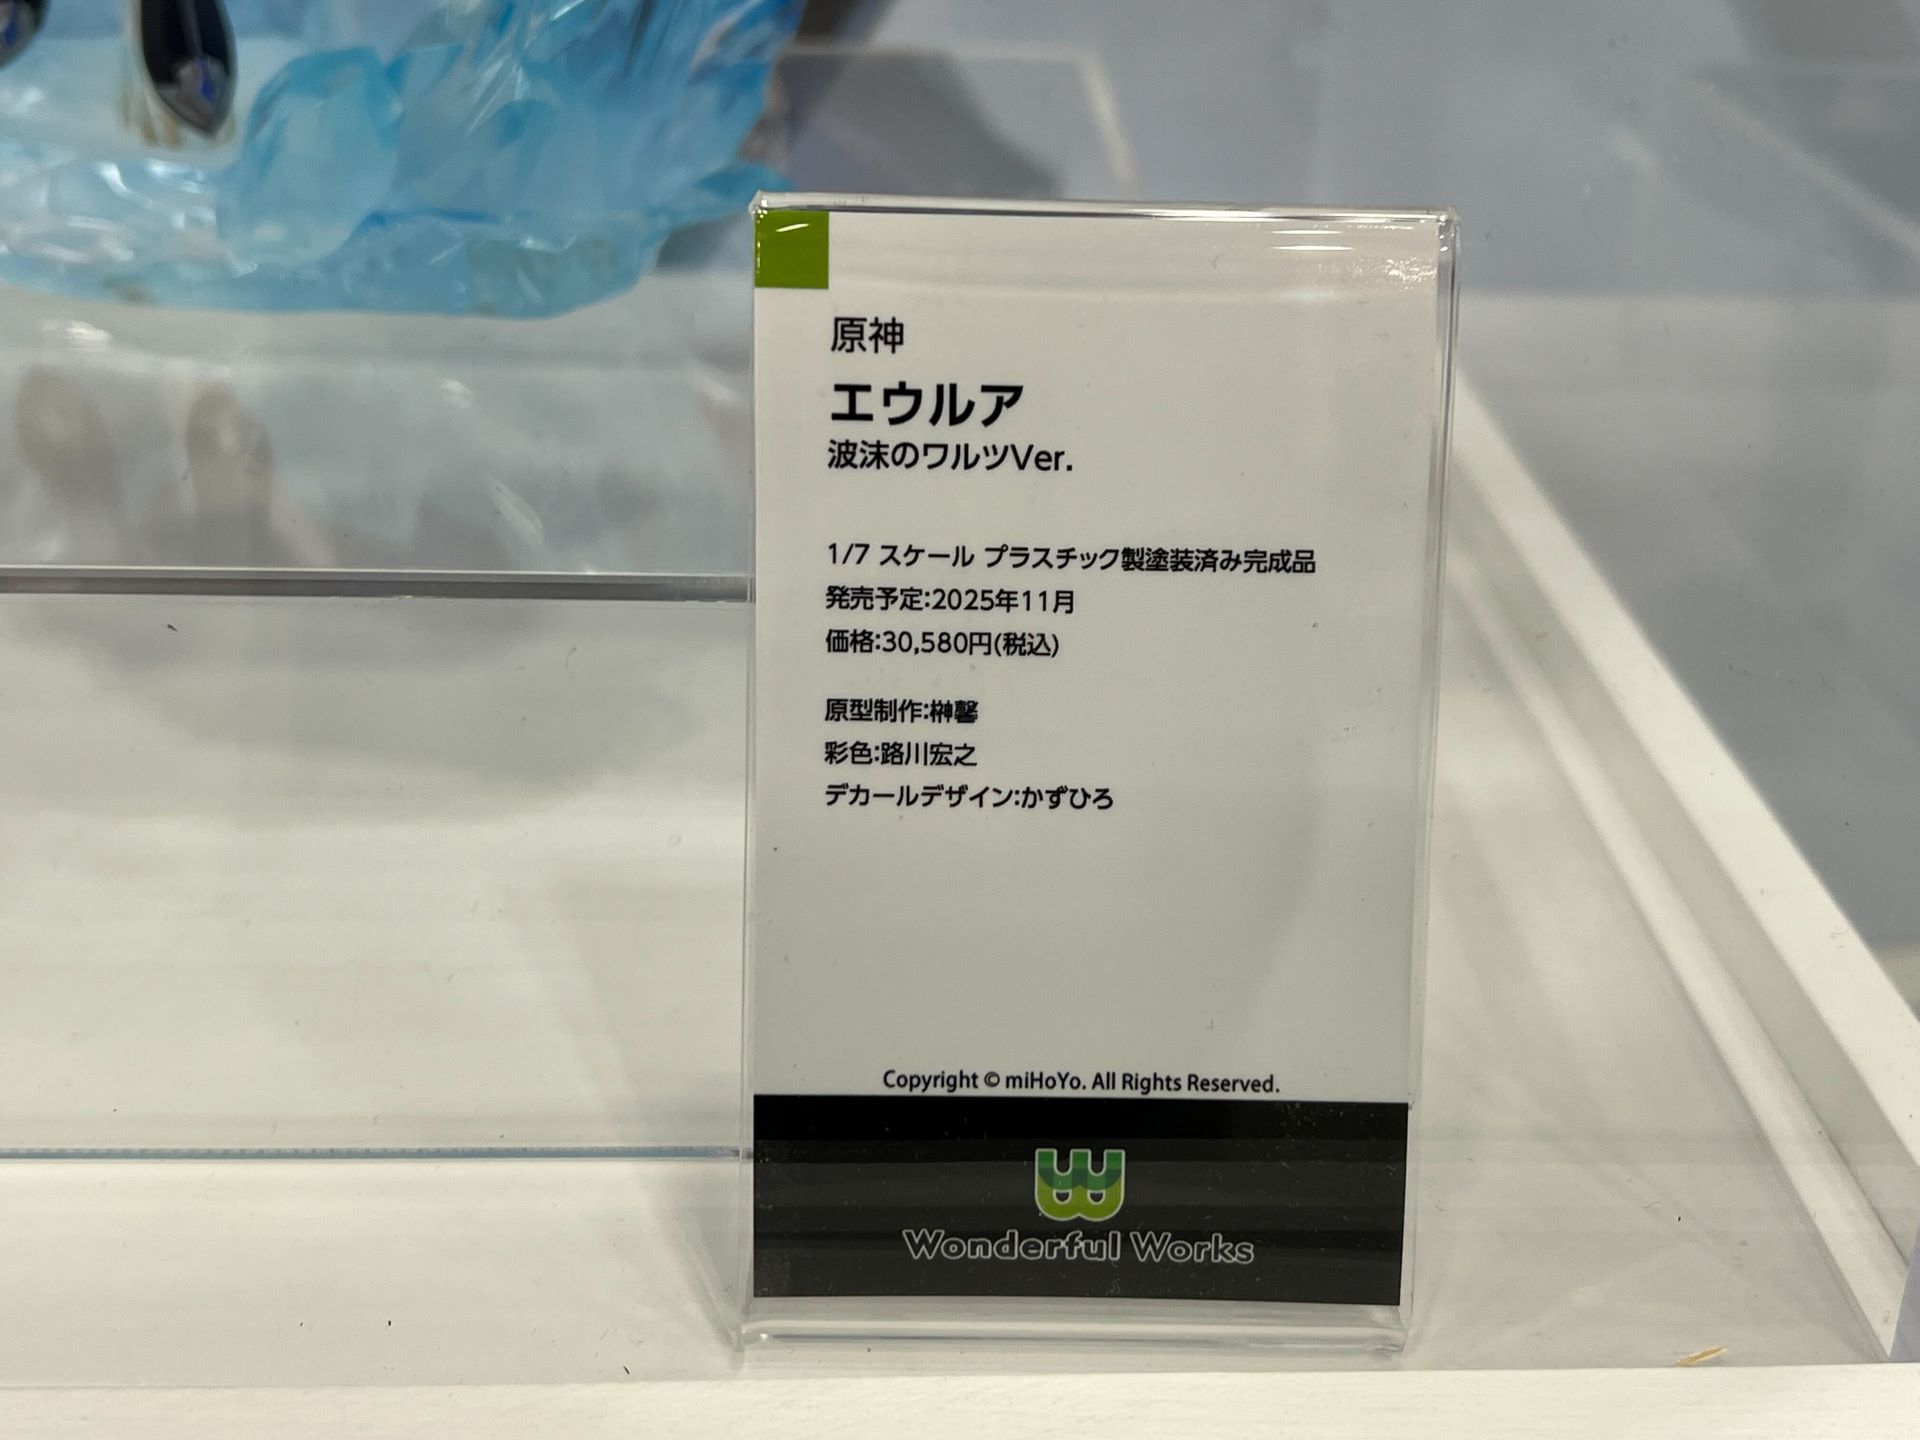 原神
エウルア
波沫のワルツVer.
1/7 スケール プラスチック製塗装済み完成品
発売予定:2025年11月
価格:30,580円(税込)
原型制作:榊馨
彩色:路川宏之
デカールデザイン:かずひろ
Copyright © miHoYo. All Rights Reserved.
Wonderful Works